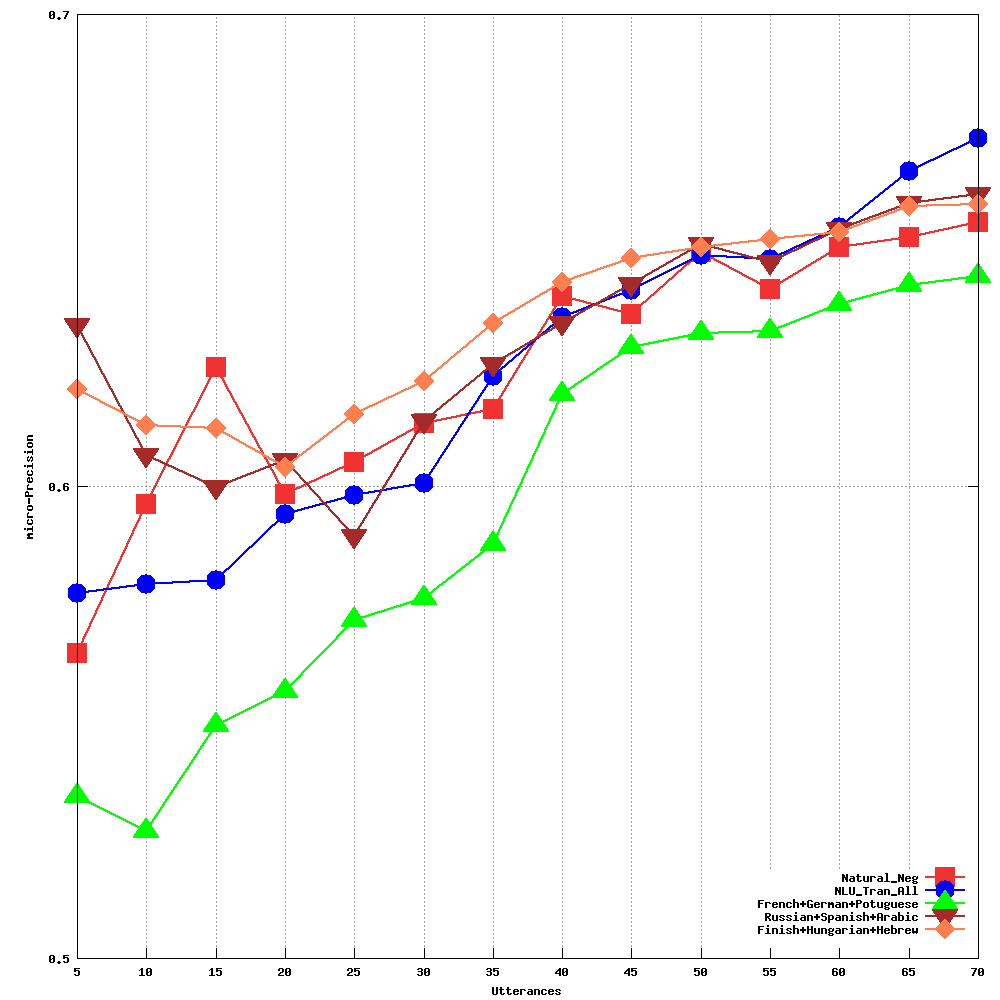 0.7
0.6
0.5
micro-Precision
5 10 15 20 25 30 35 40 45 50 55 60 65 70
Utterances
Natural_Neg
NLU_Tran_All
French+German+Potuguese
Russian+Spanish+Arabic
Finish+Hungarian+Hebrew